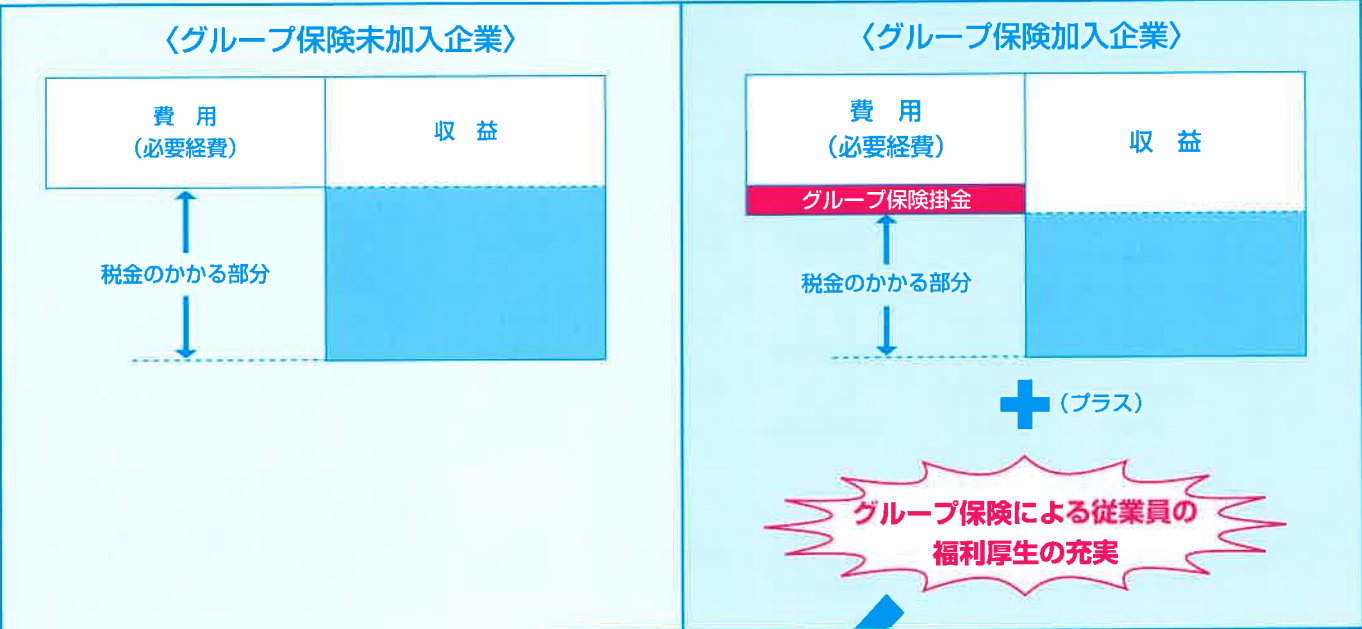 〈グループ保険未加入企業〉
費　用
（必要経費）
収　益
税金のかかる部分
〈グループ保険加入企業〉
費　用
（必要経費）
収　益
グループ保険掛金
税金のかかる部分
（プラス）
グループ保険による従業員の
福利厚生の充実